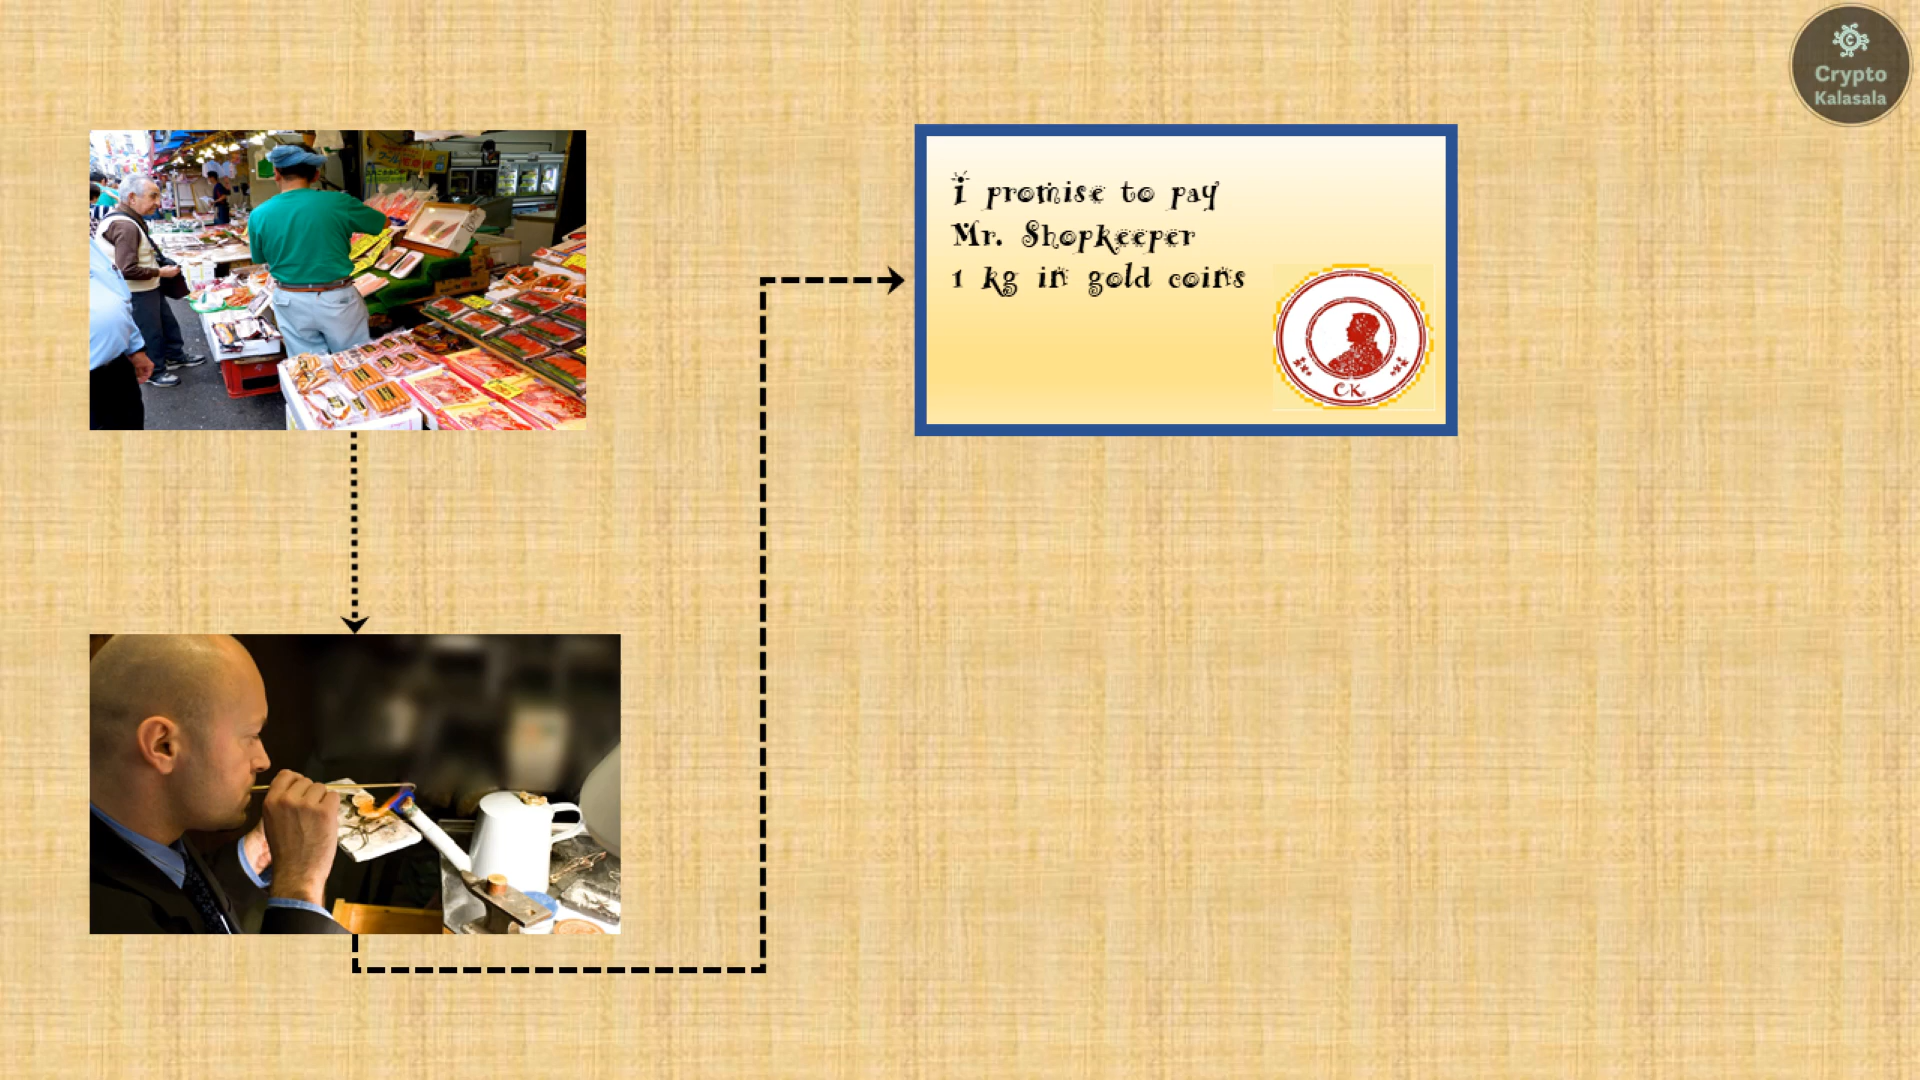 Crypto
Kalasala
I promise to pay
Mr. Shopkeeper
1 kg in gold coins
CK